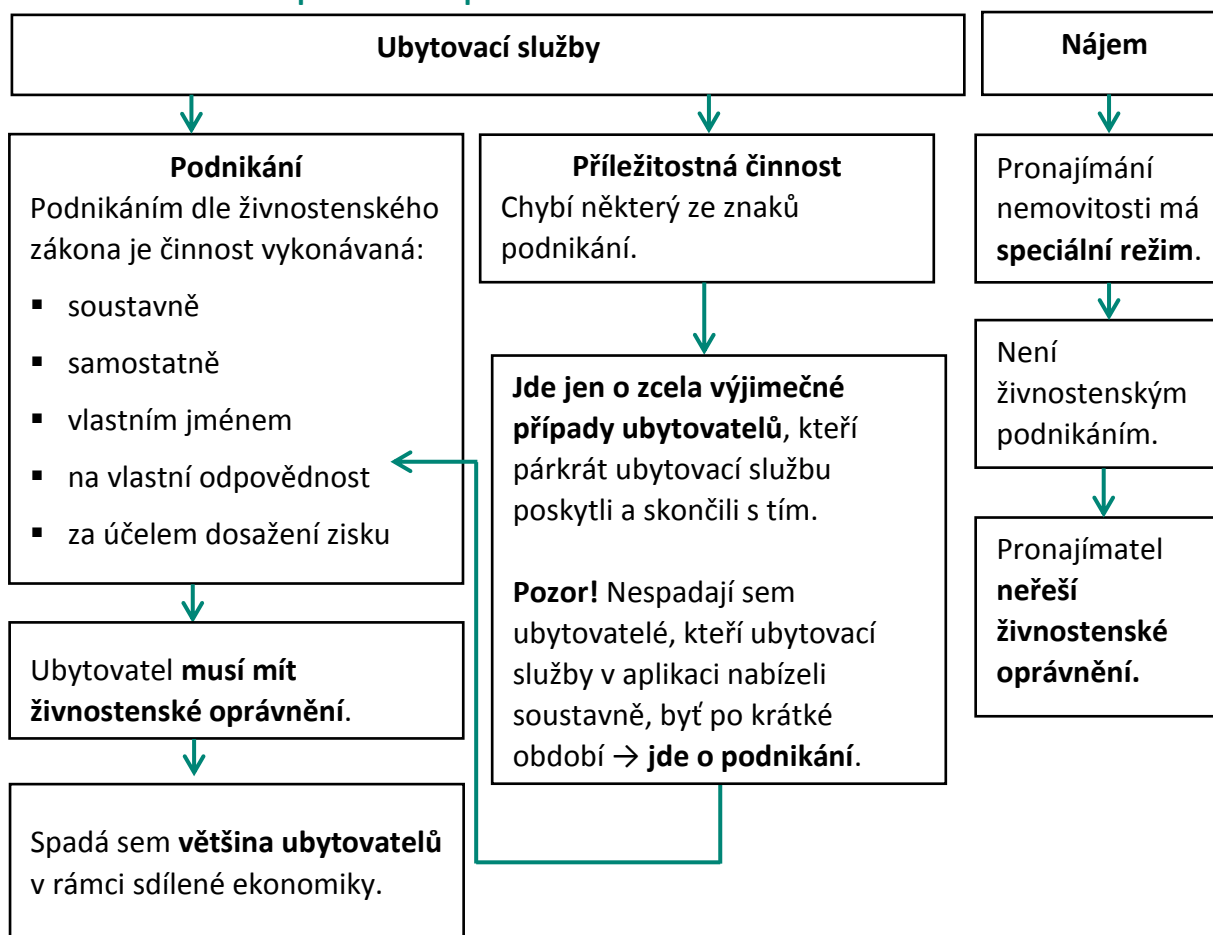 Ubytovací služby
Nájem
Podnikání
Podnikáním dle živnostenského
zákona je činnost vykonávaná:
▪ soustavně
▪ samostatně
▪ vlastním jménem
▪ na vlastní odpovědnost
▪ za účelem dosažení zisku
Ubytovatel musí mít
živnostenské oprávnění.
Spadá sem většina ubytovatelů
v rámci sdílené ekonomiky.
Příležitostná činnost
Chybí některý ze znaků
podnikání.
Jde jen o zcela výjimečné
případy ubytovatelů, kteří
párkrát ubytovací službu
poskytli a skončili s tím.
Pozor! Nespadají sem
ubytovatelé, kteří ubytovací
služby v aplikaci nabízeli
soustavně, byť po krátké
období → jde o podnikání.
Pronajímání
nemovitosti má
speciální režim.
Není
živnostenským
podnikáním.
Pronajímatel
neřeší
živnostenské
oprávnění.